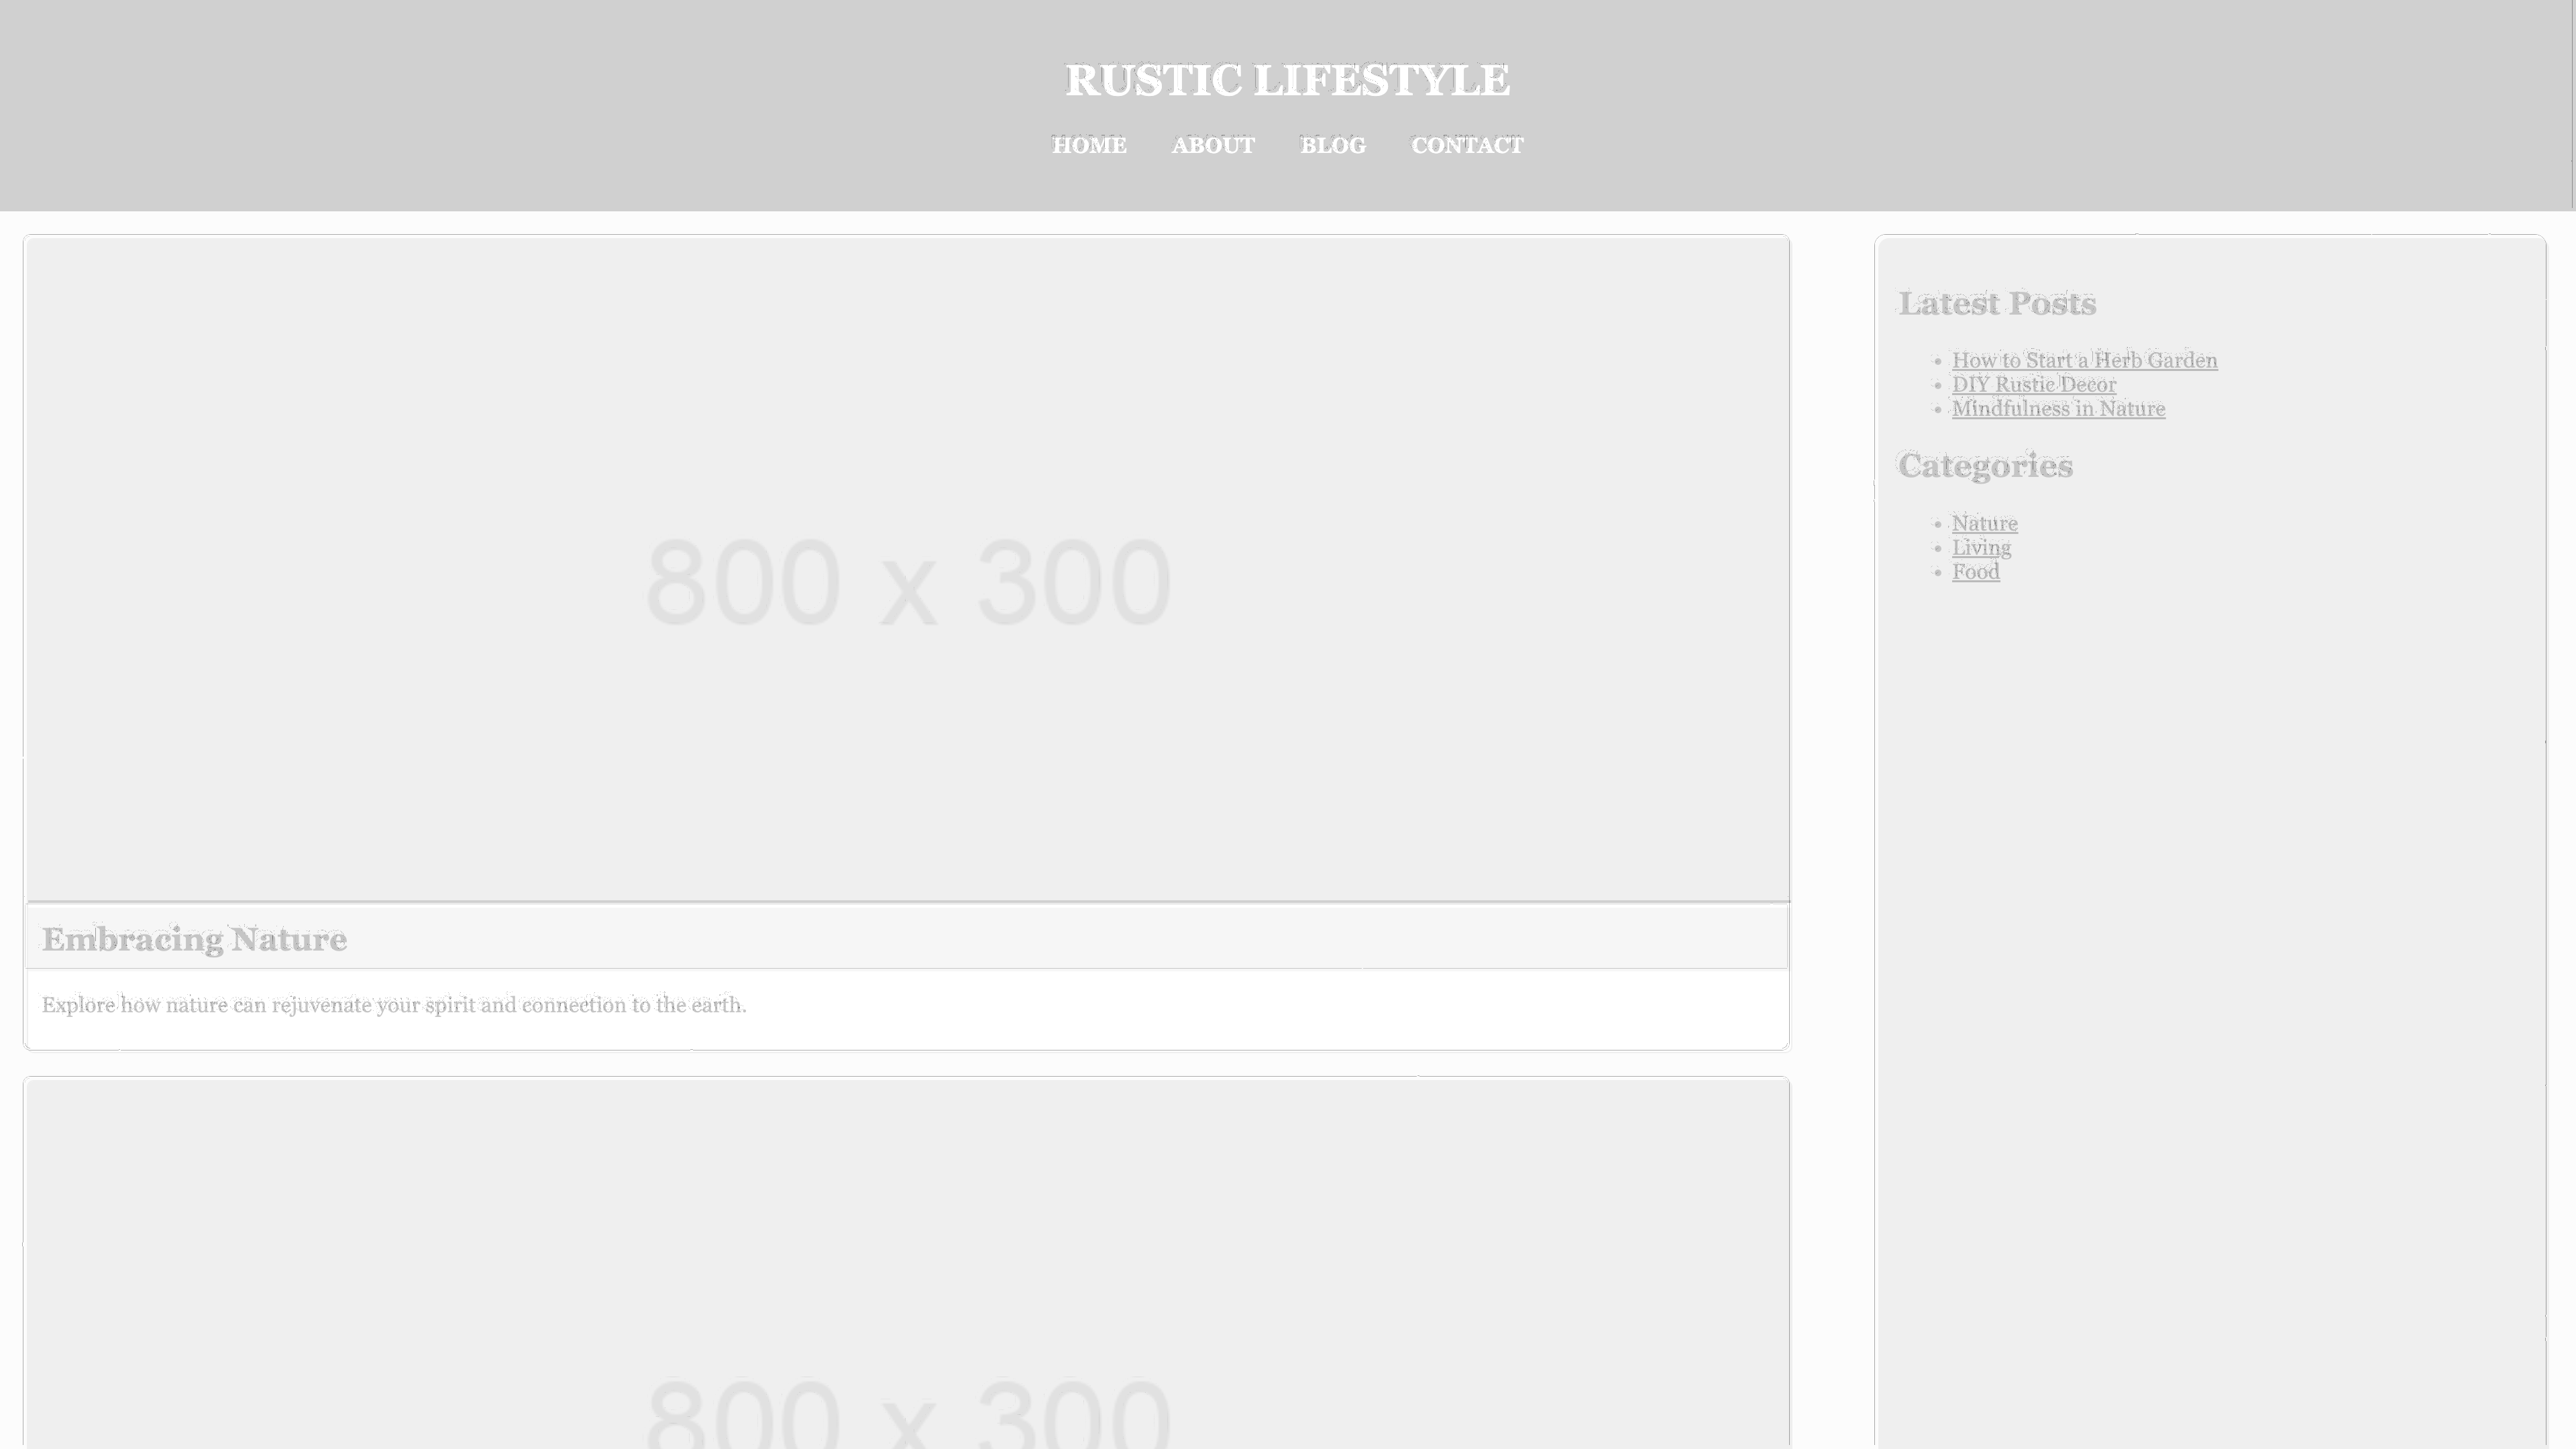 RUSTIC LIFESTYLE
HOME ABOUT BLOG CONTACT
800 x 300
Embracing Nature
Explore how nature can rejuvenate your spirit and connection to the earth.
800 x 300
Latest Posts
How to Start a Herb Garden
DIY Rustic Decor
Mindfulness in Nature
Categories
Nature
Living
Food